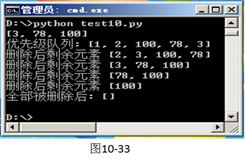 管理员: cmd.exe
D:\>python test10.py
[3, 78, 100]
优先级队列: [1, 2, 100, 78, 3]
删除后剩余元素 [2, 3, 100, 78]
删除后剩余元素 [3, 78, 100]
删除后剩余元素 [78, 100]
删除后剩余元素 [100]
全部被删除后: []
D:\>
图10-33